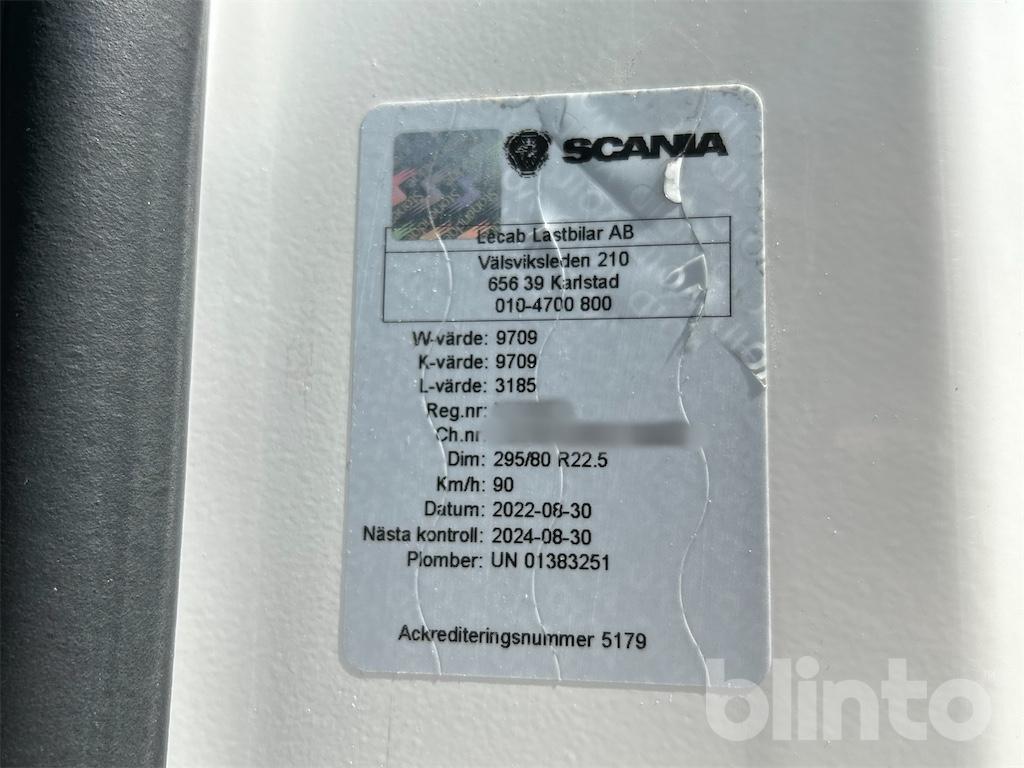 SCANIA
Lecab Lastbilar AB
Välsviksleden 210
656 39 Karlstad
010-4700 800
W-värde: 9709
K-värde: 9709
L-värde: 3185
Reg.nr:
Ch.nr
Dim: 295/80 R22.5
Km/h: 90
Datum: 2022-08-30
Nästa kontroll: 2024-08-30
Plomber: UN 01383251
Ackrediteringsnummer 5179
blinto